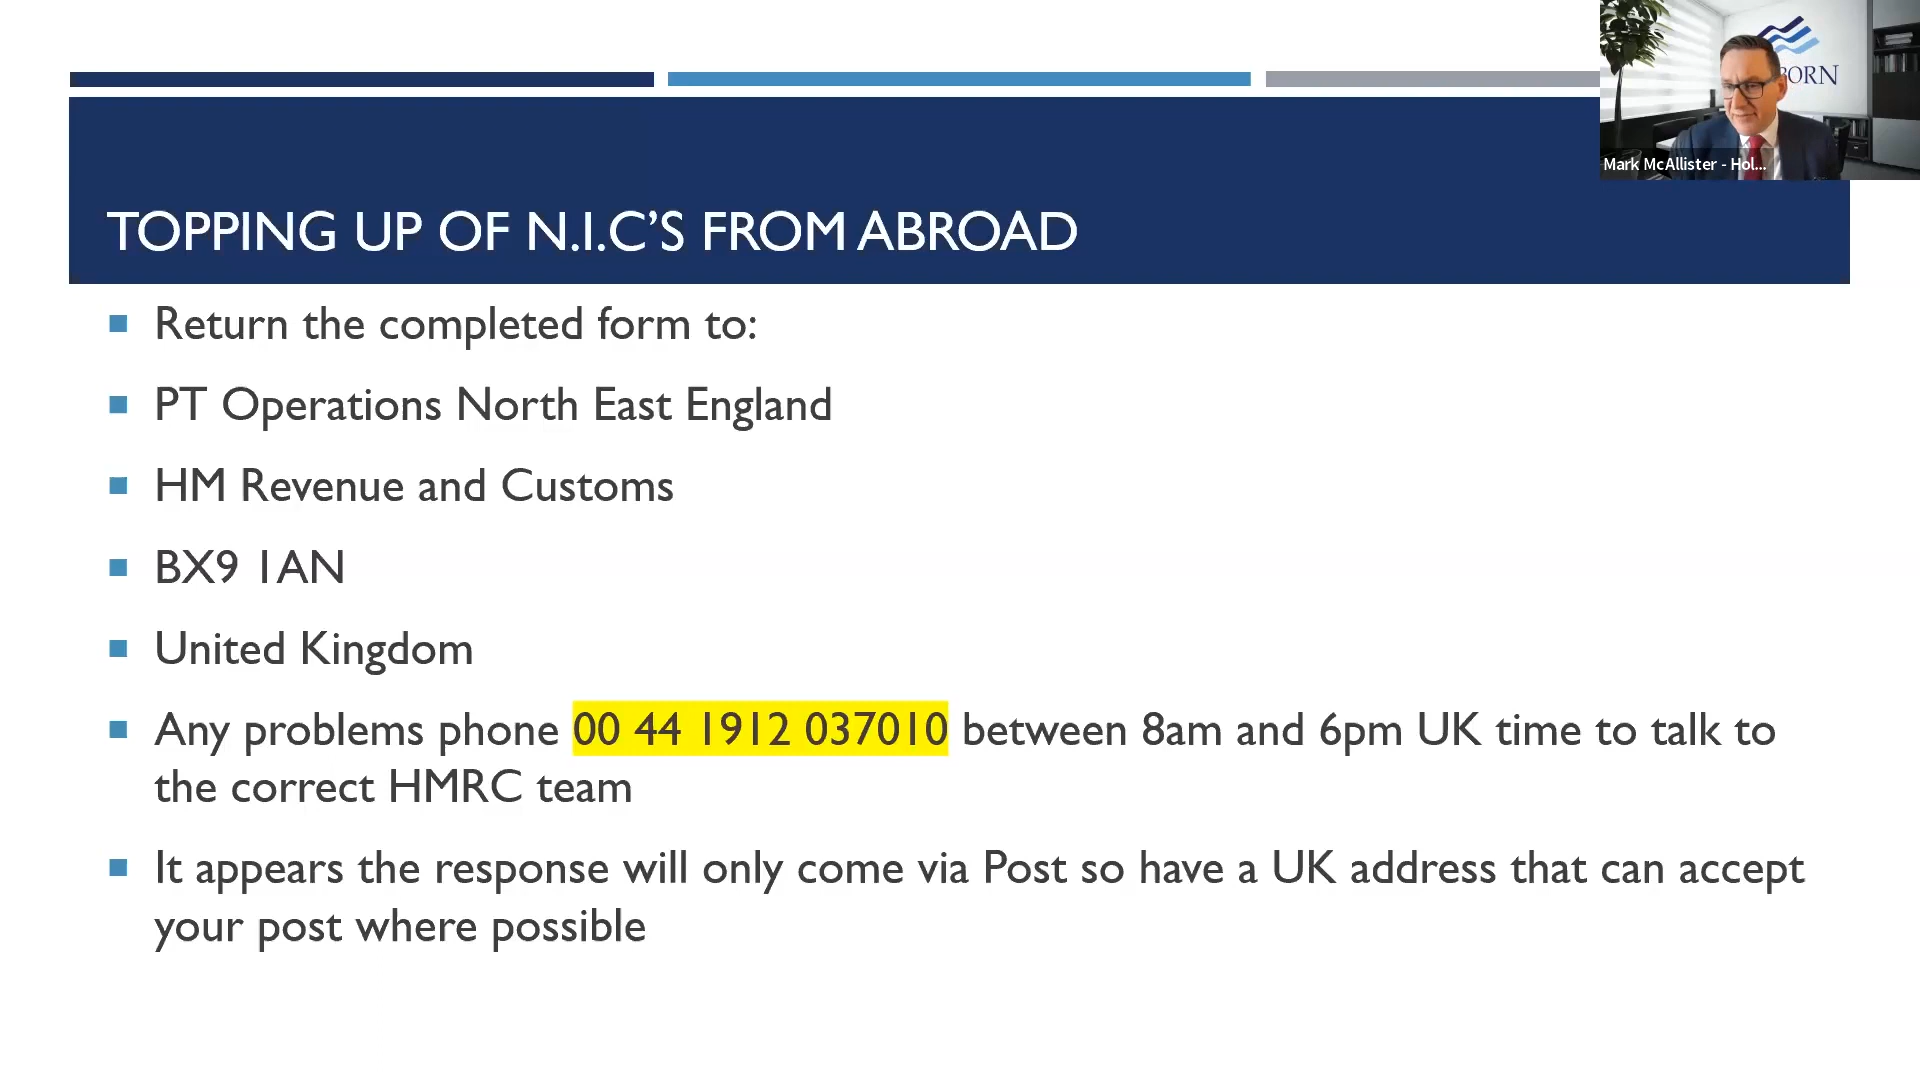 BORN
Mark McAllister - Hol...
TOPPING UP OF N.I.C’S FROM ABROAD
Return the completed form to:
PT Operations North East England
HM Revenue and Customs
BX9 1AN
United Kingdom
Any problems phone 00 44 1912 037010 between 8am and 6pm UK time to talk to
the correct HMRC team
It appears the response will only come via Post so have a UK address that can accept
your post where possible